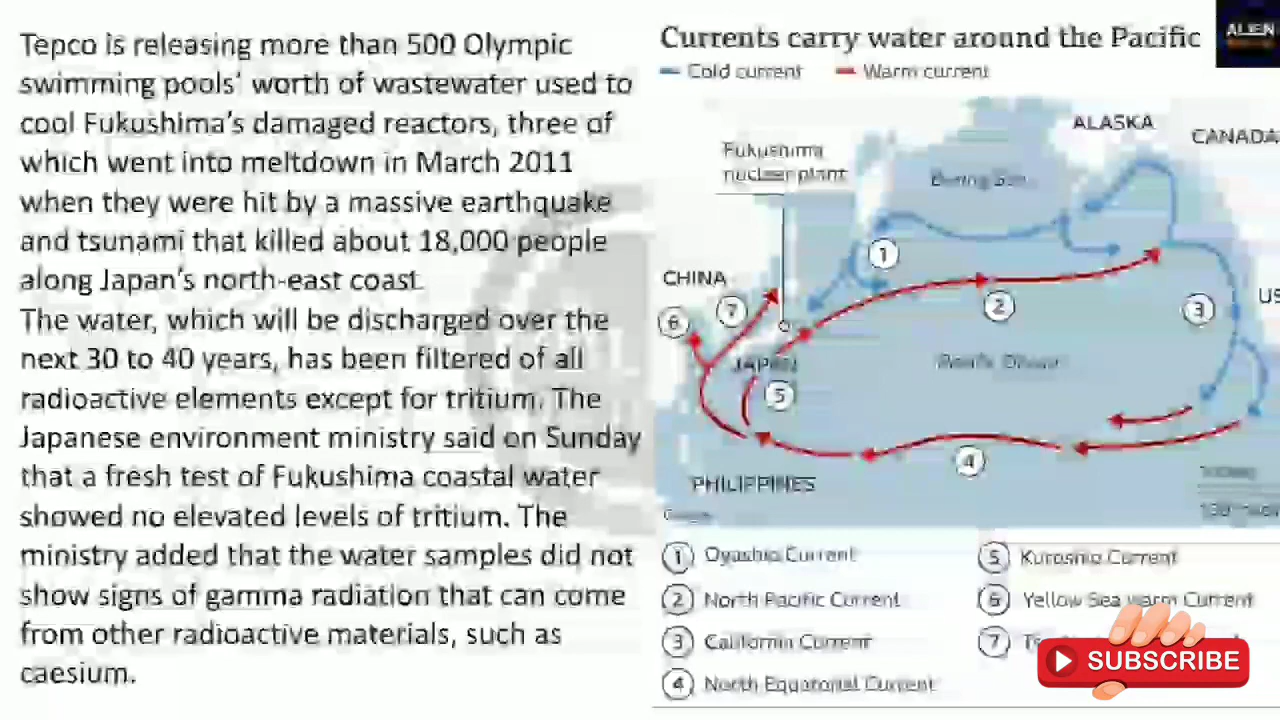 Tepco is releasing more than 500 Olympic
swimming pools' worth of wastewater used to
cool Fukushima's damaged reactors, three of
which went into meltdown in March 2011
when they were hit by a massive earthquake
and tsunami that killed about 18,000 people
along Japan's north-east coast.
The water, which will be discharged over the
next 30 to 40 years, has been filtered of all
radioactive elements except for tritium. The
Japanese environment ministry said on Sunday
that a fresh test of Fukushima coastal water
showed no elevated levels of tritium. The
ministry added that the water samples did not
show signs of gamma radiation that can come
from other radioactive materials, such as
caesium.
Currents carry water around the Pacific
ALIEN
Cold current Warm current
ALASKA
CANADA
Fukushima
nuclear plant
Bering Sea
1
CHINA
7
6
2
3
US
JAPAN
Pacific Ocean
5
4
PHILIPPINES
1 Oyashio Current
2 North Pacific Current
3 California Current
4 North Equatorial Current
5 Kuroshio Current
6 Yellow Sea warm Current
7
SUBSCRIBE